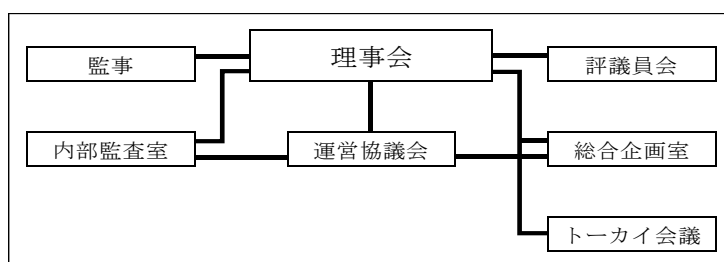 監事
理事会
評議員会
内部監査室
運営協議会
総合企画室
トーカイ会議